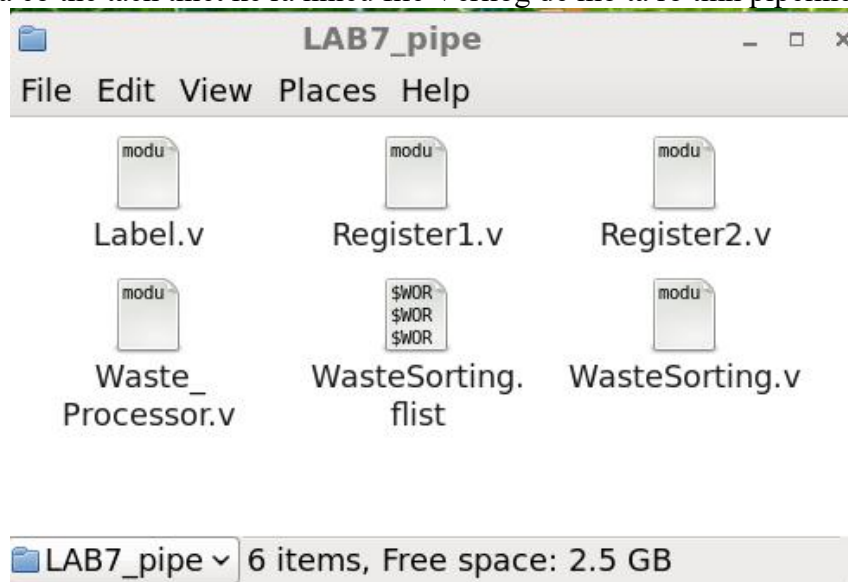 LAB7_pipe
File Edit View Places Help
modu
modu
modu
Label.v
Register1.v
Register2.v
modu
$WOR
$WOR
$WOR
modu
Waste_
Processor.v
WasteSorting.
flist
WasteSorting.v
LAB7_pipe
6 items, Free space: 2.5 GB